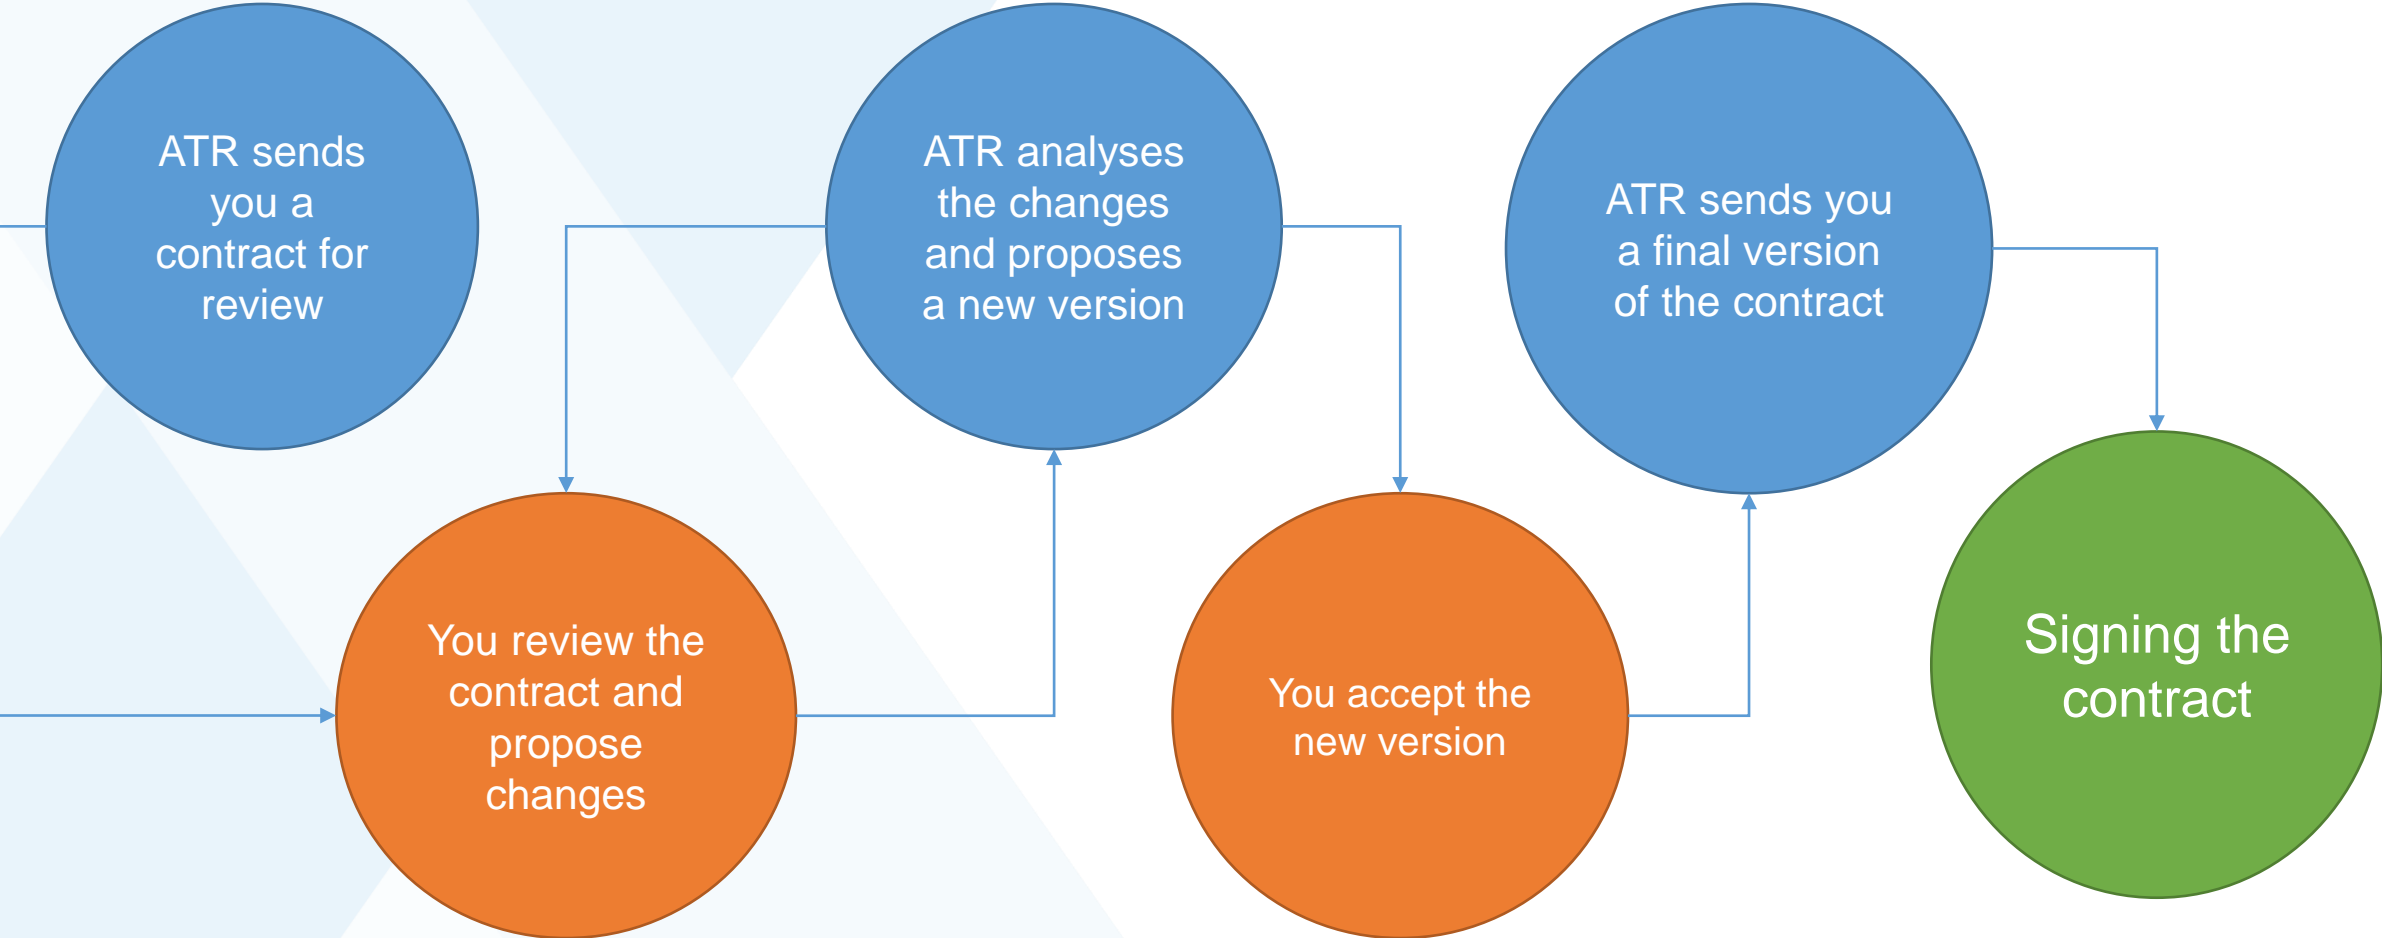 ATR sends
you a
contract for
review
You review the
contract and
propose
changes
ATR analyses
the changes
and proposes
a new version
You accept the
new version
ATR sends you
a final version
of the contract
Signing the
contract